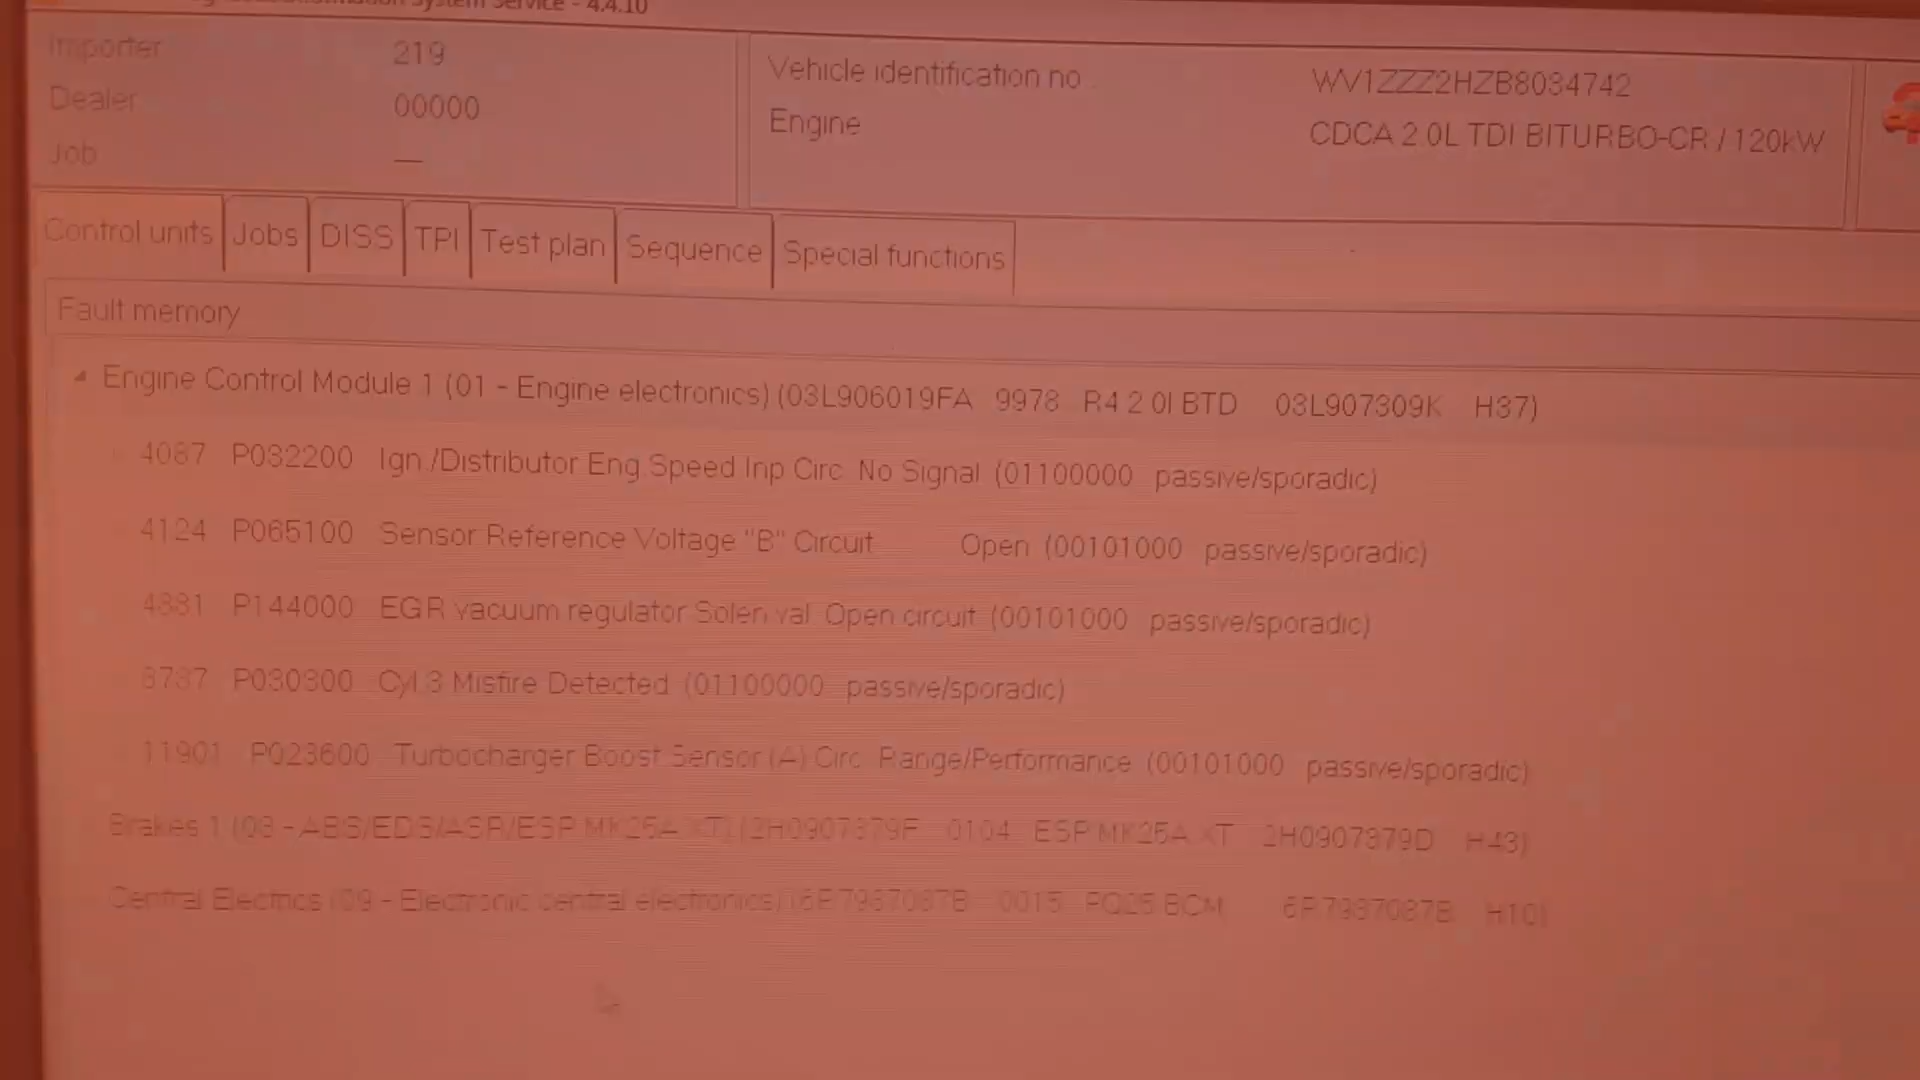 System Service - 4.4.10
Importer 219
Dealer 00000
Job —
Vehicle identification no WV1ZZZ2HZB8034742
Engine CDCA 2.0L TDI BITURBO-CR / 120kW
Control units Jobs DISS TPI Test plan Sequence Special functions
Fault memory
Engine Control Module 1 (01 - Engine electronics) (03L906019FA 9978 R4 2 0l BTD 03L907309K H37)
4087 P032200 Ign./Distributor Eng.Speed Inp Circ No Signal (01100000 passive/sporadic)
4124 P065100 Sensor Reference Voltage "B" Circuit Open (00101000 passive/sporadic)
4881 P144000 EGR vacuum regulator Solen.val. Open circuit (00101000 passive/sporadic)
8737 P030300 Cyl.3 Misfire Detected (01100000 passive/sporadic)
11901 P023600 Turbocharger Boost Sensor (A) Circ Range/Performance (00101000 passive/sporadic)
Brakes 1 (03 - ABS/EDS/ASR/ESP MK25A XT) (2H0907379F 0104 ESP MK25A XT 2H0907379D H43)
Central Electrics (09 - Electronic central electronics) (6R7937087B 0015 PQ25 BCM 6R7937087B H10)